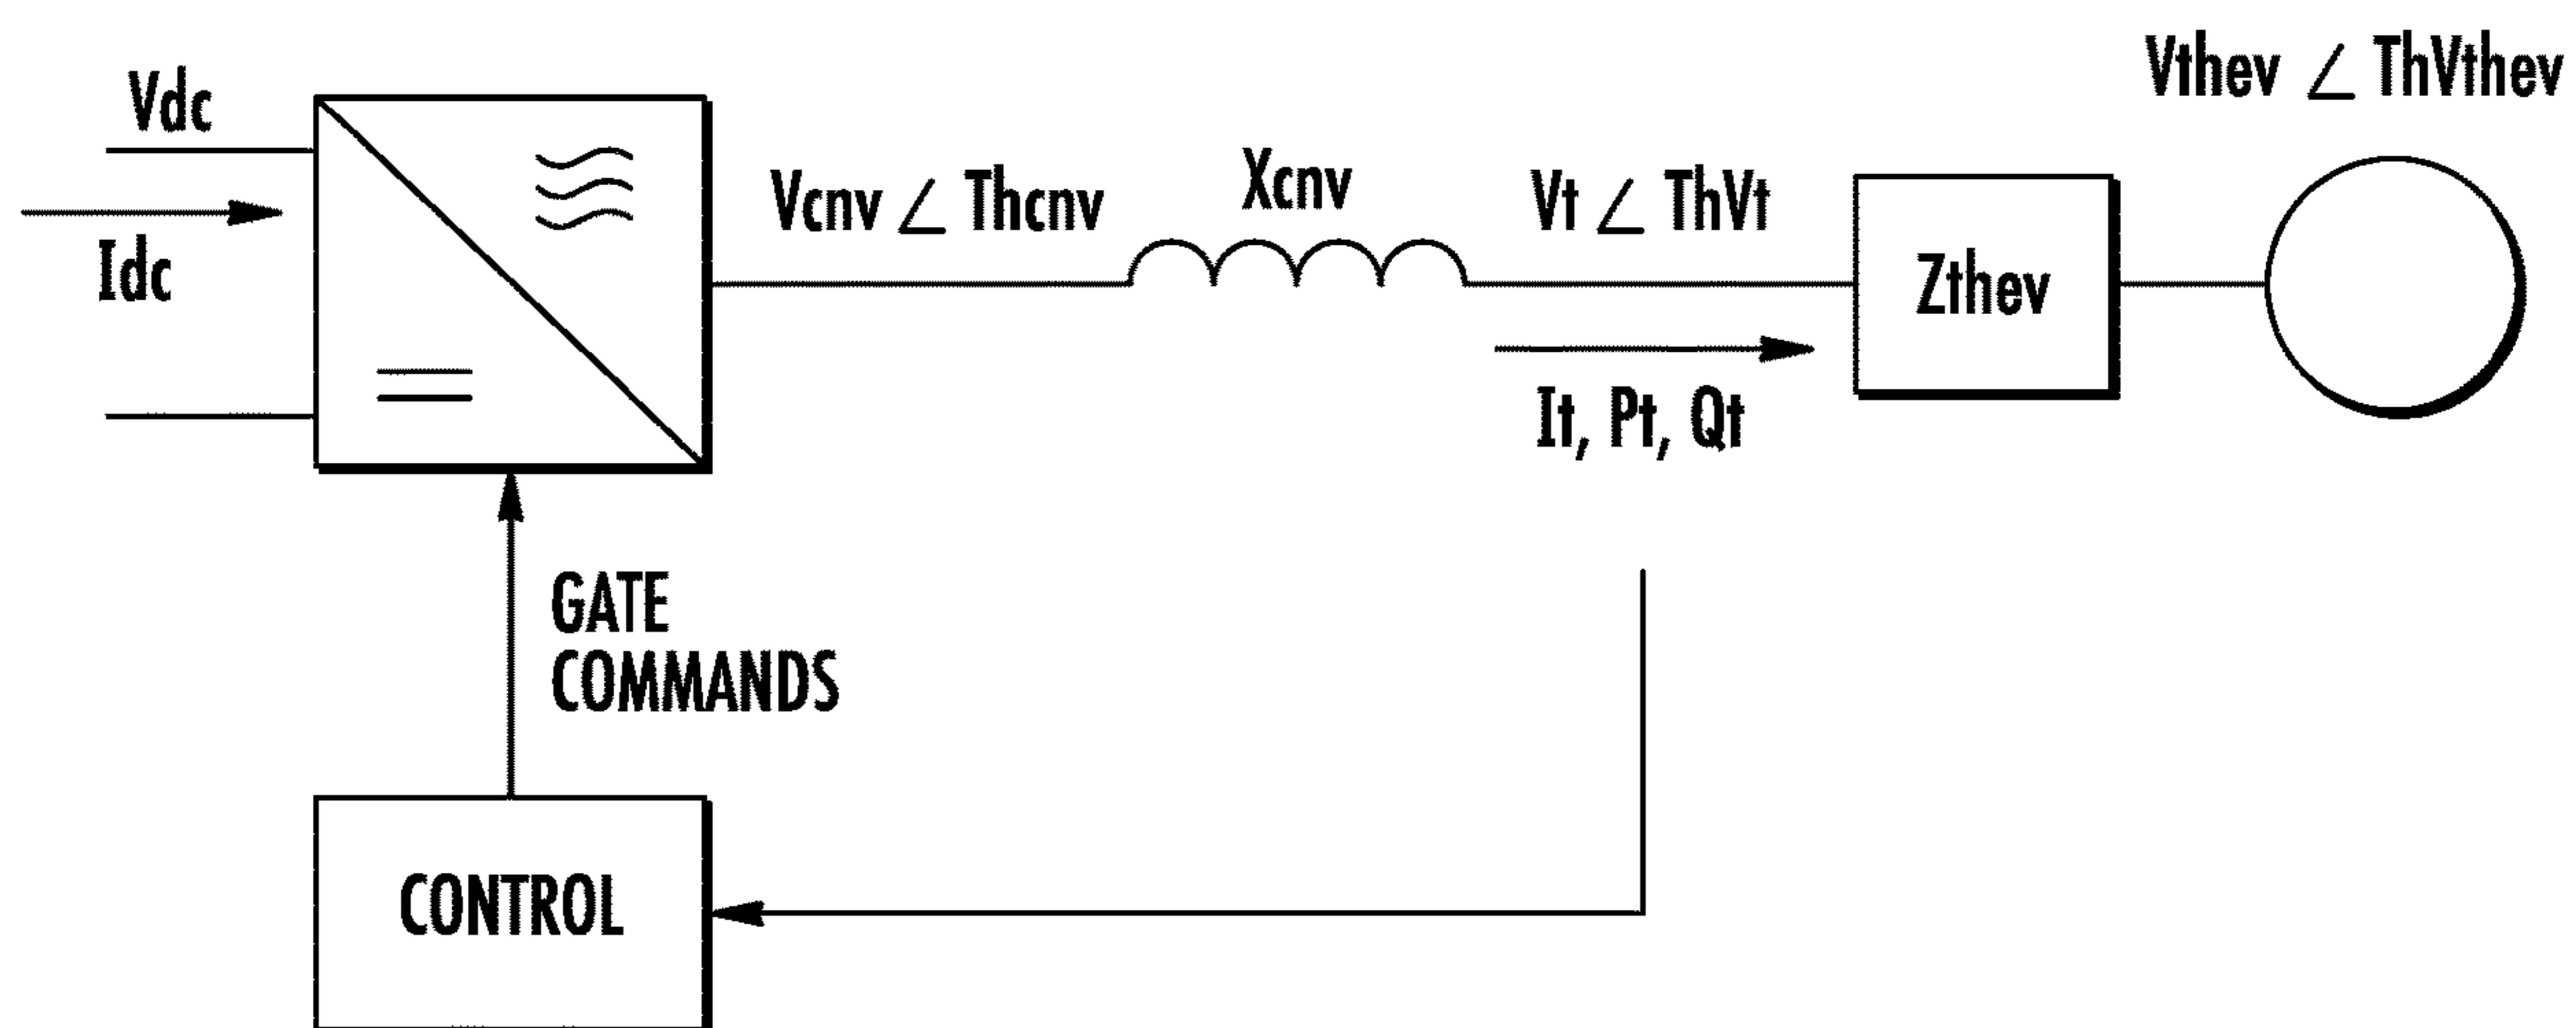 Vthev ∠ ThVthev
Vdc
Vcnv ∠ Thcnv
Xcnv
Vt ∠ ThVt
Idc
Zthev
It, Pt, Qt
GATE
COMMANDS
CONTROL